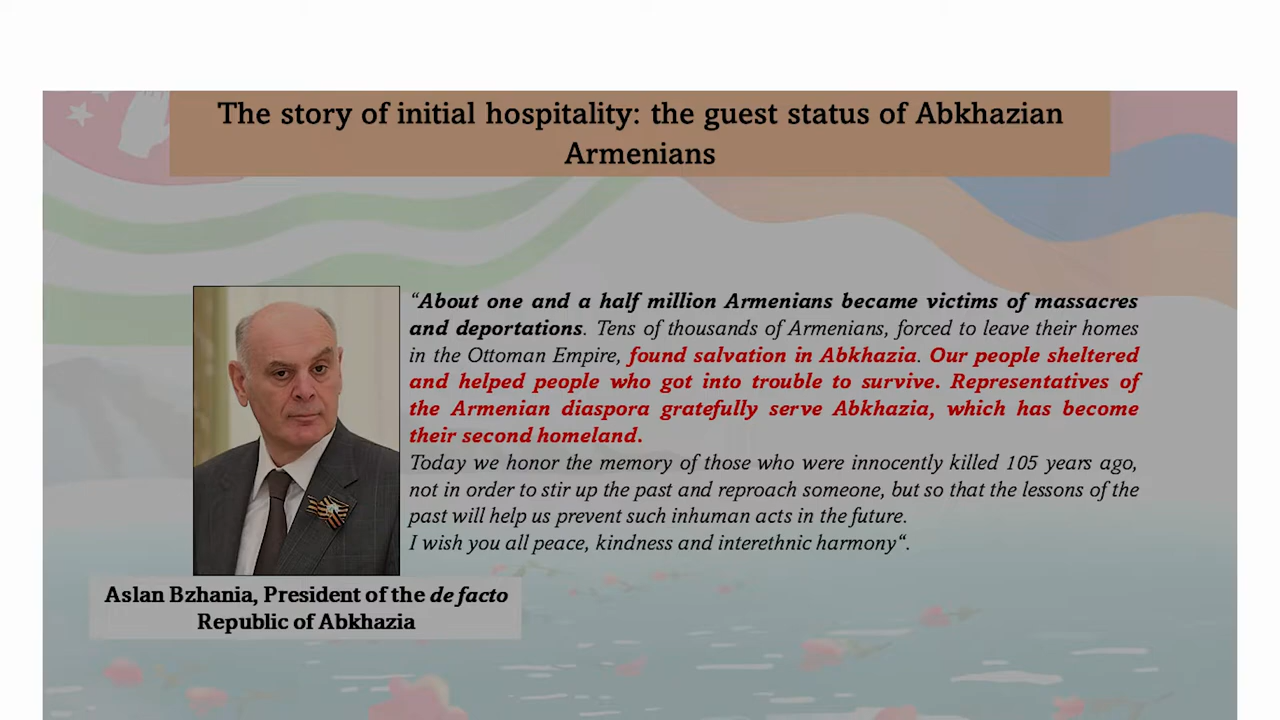 The story of initial hospitality: the guest status of Abkhazian
Armenians
“About one and a half million Armenians became victims of massacres
and deportations. Tens of thousands of Armenians, forced to leave their homes
in the Ottoman Empire, found salvation in Abkhazia. Our people sheltered
and helped people who got into trouble to survive. Representatives of
the Armenian diaspora gratefully serve Abkhazia, which has become
their second homeland.
Today we honor the memory of those who were innocently killed 105 years ago,
not in order to stir up the past and reproach someone, but so that the lessons of the
past will help us prevent such inhuman acts in the future.
I wish you all peace, kindness and interethnic harmony“.
Aslan Bzhania, President of the de facto
Republic of Abkhazia